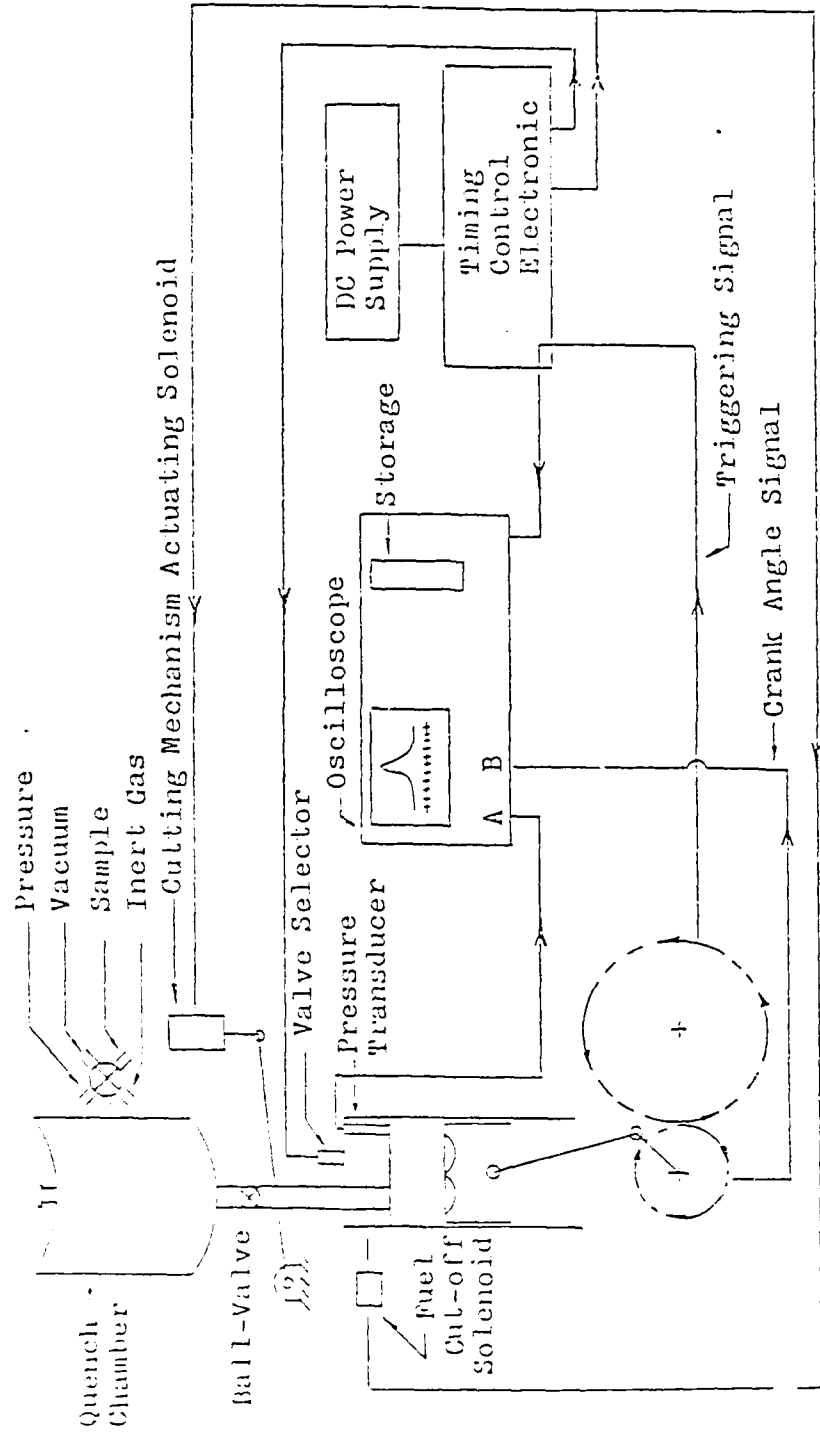 Pressure
Vacuum
Sample
Inert Gas
Cutting Mechanism Actuating Solenoid
Quench
Chamber
Ball-Valve
Valve Selector
Pressure
Transducer
Fuel
Cut-off
Solenoid
Oscilloscope
Storage
A
B
DC Power
Supply
Timing
Control
Electronic
Triggering Signal
Crank Angle Signal